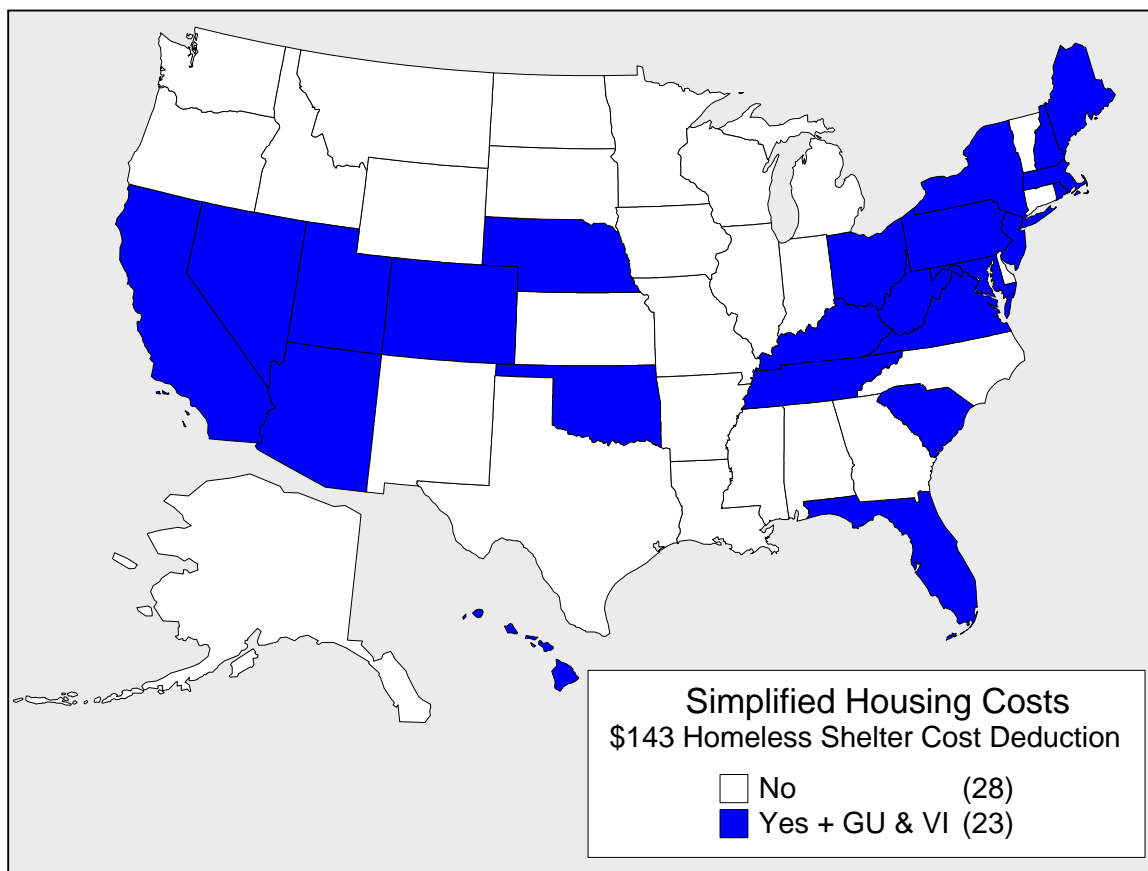 Simplified Housing Costs
$143 Homeless Shelter Cost Deduction
No (28)
Yes + GU & VI (23)